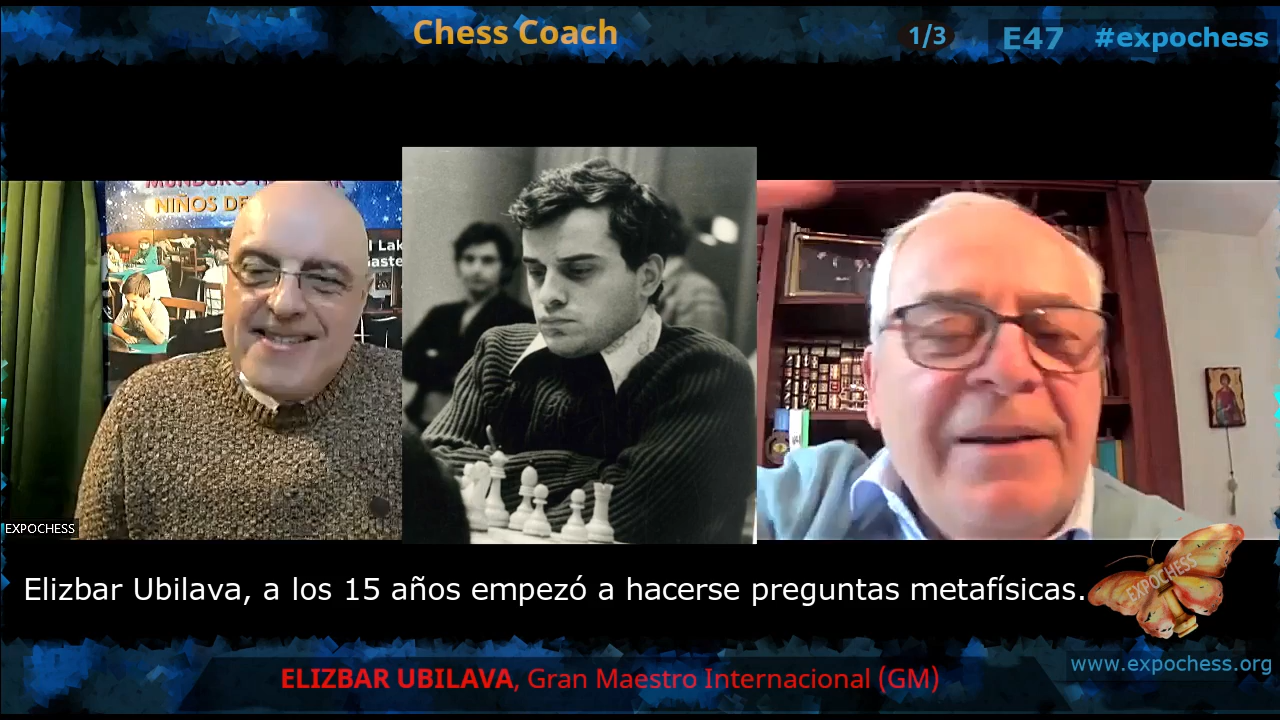 Chess Coach
1/3
E47
#expochess
NIÑOS DE
EXPOCHESS
Elizbar Ubilava, a los 15 años empezó a hacerse preguntas metafísicas.
EXPOCHESS
www.expochess.org
ELIZBAR UBILAVA, Gran Maestro Internacional (GM)